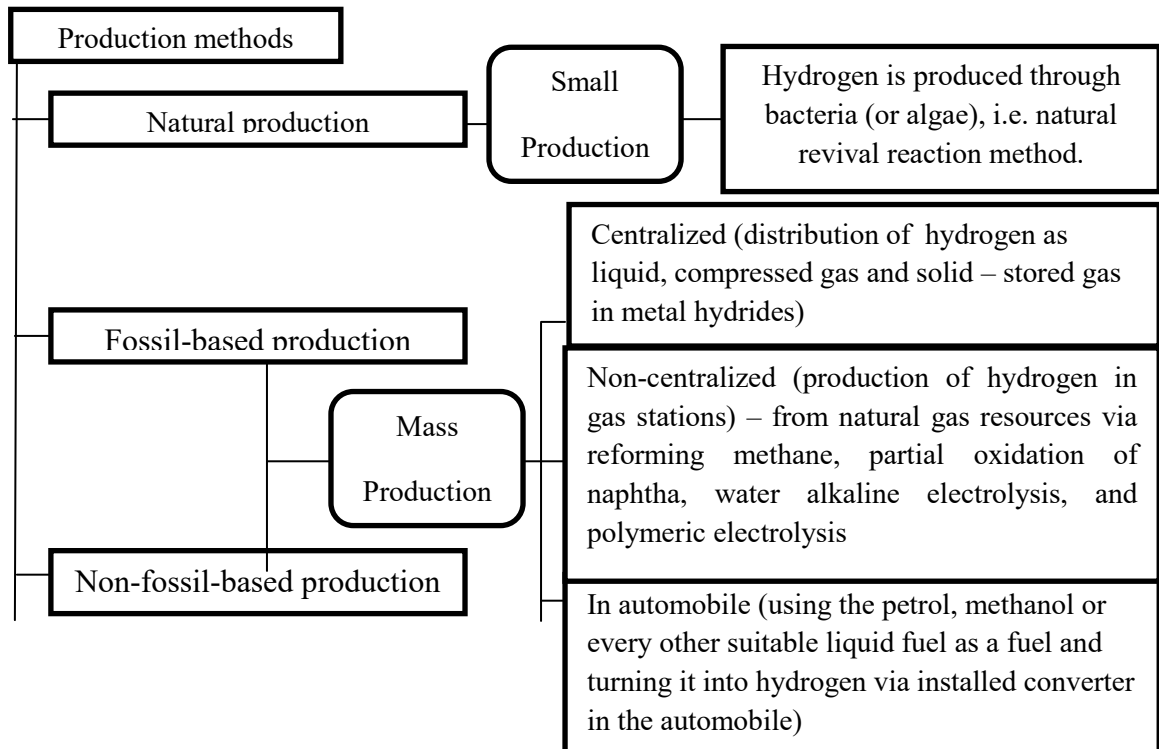 Production methods
Natural production
Small
Production
Hydrogen is produced through
bacteria (or algae), i.e. natural
revival reaction method.
Fossil-based production
Non-fossil-based production
Mass
Production
Centralized (distribution of hydrogen as
liquid, compressed gas and solid – stored gas
in metal hydrides)
Non-centralized (production of hydrogen in
gas stations) – from natural gas resources via
reforming methane, partial oxidation of
naphtha, water alkaline electrolysis, and
polymeric electrolysis
In automobile (using the petrol, methanol or
every other suitable liquid fuel as a fuel and
turning it into hydrogen via installed converter
in the automobile)